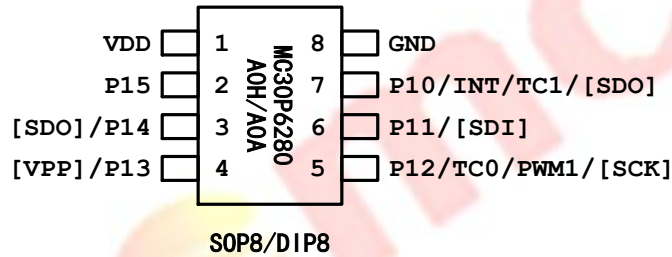 VDD 1 8 GND
P15 2 7 P10/INT/TC1/[SDO]
[SDO]/P14 3 6 P11/[SDI]
[VPP]/P13 4 5 P12/TC0/PWM1/[SCK]
MC30P6280
A0H/A0A
SOP8/DIP8